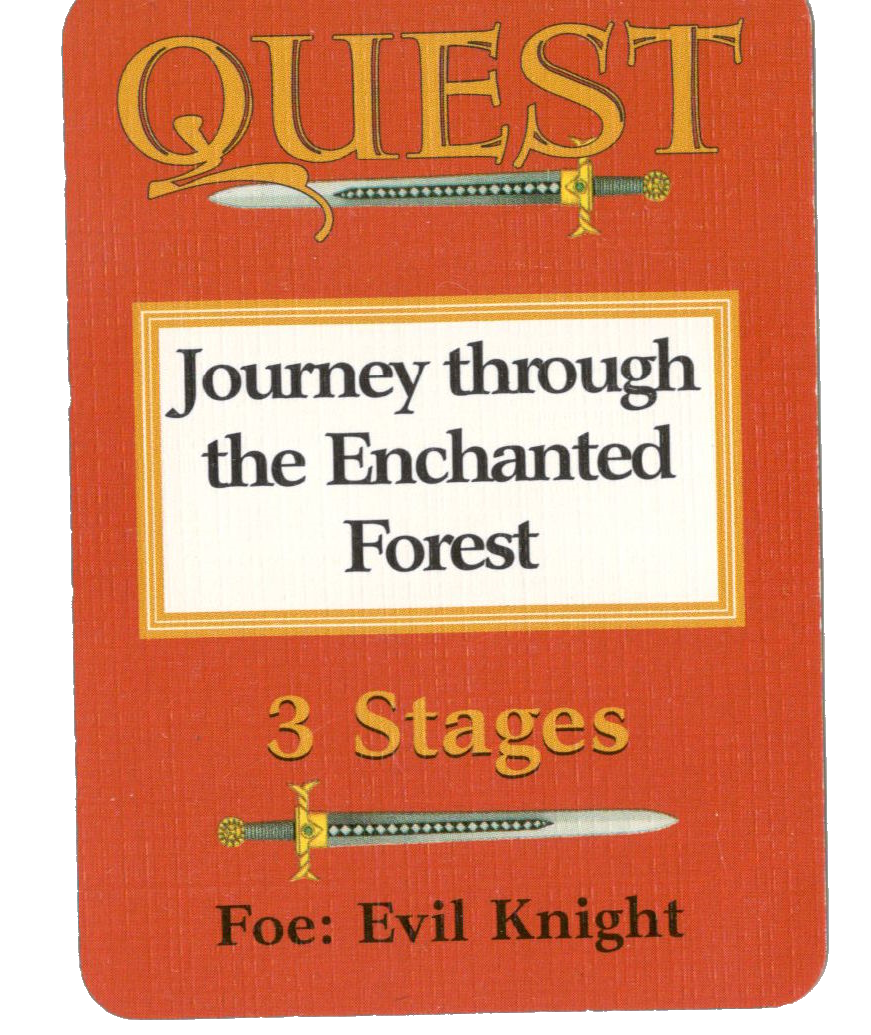 QUEST
Journey through
the Enchanted
Forest
3 Stages
Foe: Evil Knight